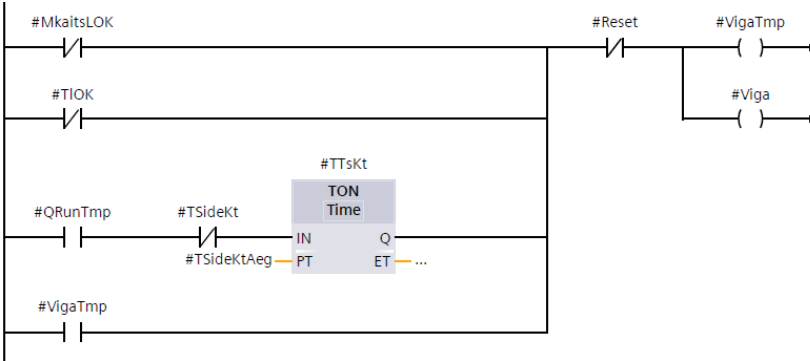 #MkaitsLOK
#Reset
#VigaTmp
#TIOK
#Viga
#TTsKt
TON
Time
#QRunTmp
#TSideKt
IN
Q
#TSideKtAeg
PT
ET
...
#VigaTmp